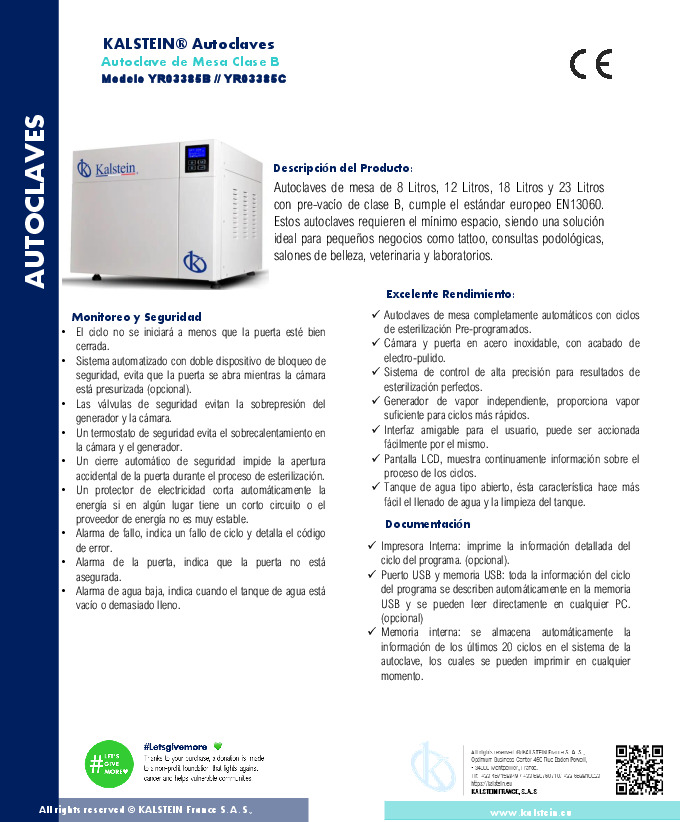 KALSTEIN® Autoclaves
Autoclave de Mesa Clase B
Modelo YR03385B // YR03385C
CE
AUTOCLAVES
Kalstein
Descripción del Producto:
Autoclaves de mesa de 8 Litros, 12 Litros, 18 Litros y 23 Litros
con pre-vacío de clase B, cumple el estándar europeo EN13060.
Estos autoclaves requieren el mínimo espacio, siendo una solución
ideal para pequeños negocios como tattoo, consultas podológicas,
salones de belleza, veterinaria y laboratorios.
Monitoreo y Seguridad
• El ciclo no se iniciará a menos que la puerta esté bien
cerrada.
• Sistema automatizado con doble dispositivo de bloqueo de
seguridad, evita que la puerta se abra mientras la cámara
está presurizada (opcional).
• Las válvulas de seguridad evitan la sobrepresión del
generador y la cámara.
• Un termostato de seguridad evita el sobrecalentamiento en
la cámara y el generador.
• Un cierre automático de seguridad impide la apertura
accidental de la puerta durante el proceso de esterilización.
• Un protector de electricidad corta automáticamente la
energía si en algún lugar tiene un corto circuito o el
proveedor de energía no es muy estable.
• Alarma de fallo, indica un fallo de ciclo y detalla el código
de error.
• Alarma de la puerta, indica que la puerta no está
asegurada.
• Alarma de agua baja, indica cuando el tanque de agua está
vacío o demasiado lleno.
Excelente Rendimiento:
✓ Autoclaves de mesa completamente automáticos con ciclos
de esterilización Pre-programados.
✓ Cámara y puerta en acero inoxidable, con acabado de
electro-pulido.
✓ Sistema de control de alta precisión para resultados de
esterilización perfectos.
✓ Generador de vapor independiente, proporciona vapor
suficiente para ciclos más rápidos.
✓ Interfaz amigable para el usuario, puede ser accionada
fácilmente por el mismo.
✓ Pantalla LCD, muestra continuamente información sobre el
proceso de los ciclos.
✓ Tanque de agua tipo abierto, ésta característica hace más
fácil el llenado de agua y la limpieza del tanque.
Documentación
✓ Impresora Interna: imprime la información detallada del
ciclo del programa. (opcional).
✓ Puerto USB y memoria USB: toda la información del ciclo
del programa se describen automáticamente en la memoria
USB y se pueden leer directamente en cualquier PC.
(opcional)
✓ Memoria interna: se almacena automáticamente la
información de los últimos 20 ciclos en el sistema de la
autoclave, los cuales se pueden imprimir en cualquier
momento.
#LET'S
GIVE
MORE
#Letsgivemore
Thanks to your purchase, a donation is made
to a non-profit foundation that fights against
cancer and helps vulnerable communities
All rights reserved ® KALSTEIN France S. A. S.,
Optimum Business Center 450 Rue Baden Powell,
Montpellier, France.
https://kalstein.eu
KALSTEIN FRANCE, S.A.S
All rights reserved © KALSTEIN France S.A.S.,
www.kalstein.eu